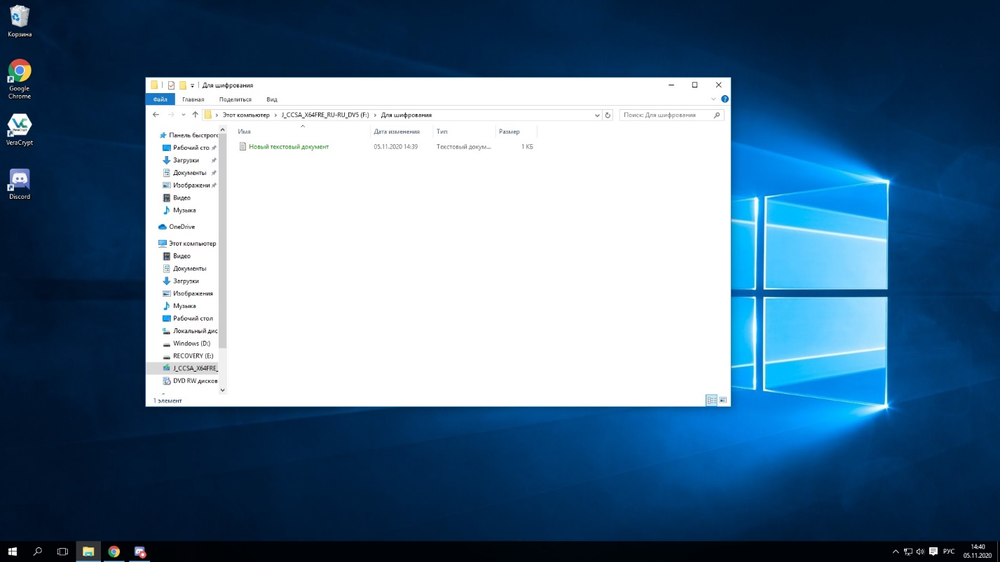 Корзина
Google
Chrome
VeraCrypt
Discord
Для шифрования
Файл Главная Поделиться Вид
Этот компьютер J_CCSA_X64FRE_RU-RU_DV5 (F:) Для шифрования
Поиск: Для шифрования
Имя Дата изменения Тип Размер
Новый текстовый документ 05.11.2020 14:39 Текстовый докум... 1 КБ
Панель быстрого
Рабочий сто.
Загрузки
Документы
Изображени
Видео
Музыка
OneDrive
Этот компьютер
Видео
Документы
Загрузки
Изображения
Музыка
Рабочий стол
Локальный дис
Windows (D:)
RECOVERY (E:)
J_CCSA_X64FRE_
DVD RW дисков
1 элемент
РУС
14:40
05.11.2020